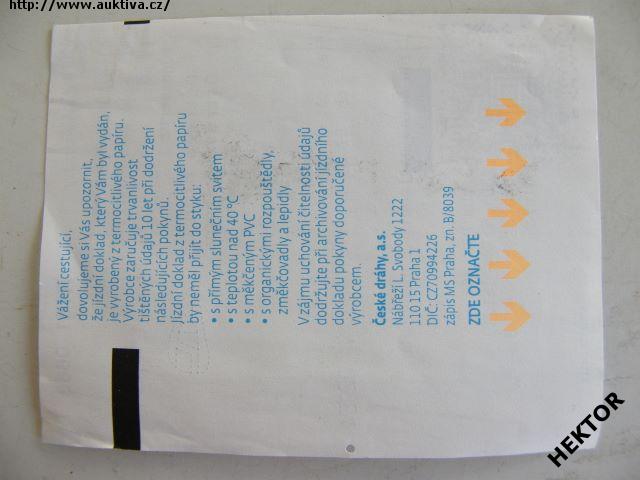 http://www.auktiva.cz/
Vážení cestující,
dovolujeme si Vás upozornit,
že jízdní doklad, který Vám byl vydán,
je vyrobený z termocitlivého papíru.
Výrobce zaručuje trvanlivost
tištěných údajů 10 let při dodržení
následujících pokynů.
Jízdní doklad z termocitlivého papíru
by neměl přijít do styku:
• s přímým slunečním svitem
• s teplotou nad 40 °C
• s měkčeným PVC
• s organickými rozpouštědly,
změkčovadly a lepidly
V zájmu uchování čitelnosti údajů
dodržujte při archivování jízdního
dokladu pokyny doporučené
výrobcem.
České dráhy, a.s.
Nábřeží L. Svobody 1222
110 15 Praha 1
DIČ: CZ70994226
zápis MS Praha, zn. B/8039
ZDE OZNAČTE
HEKTOR